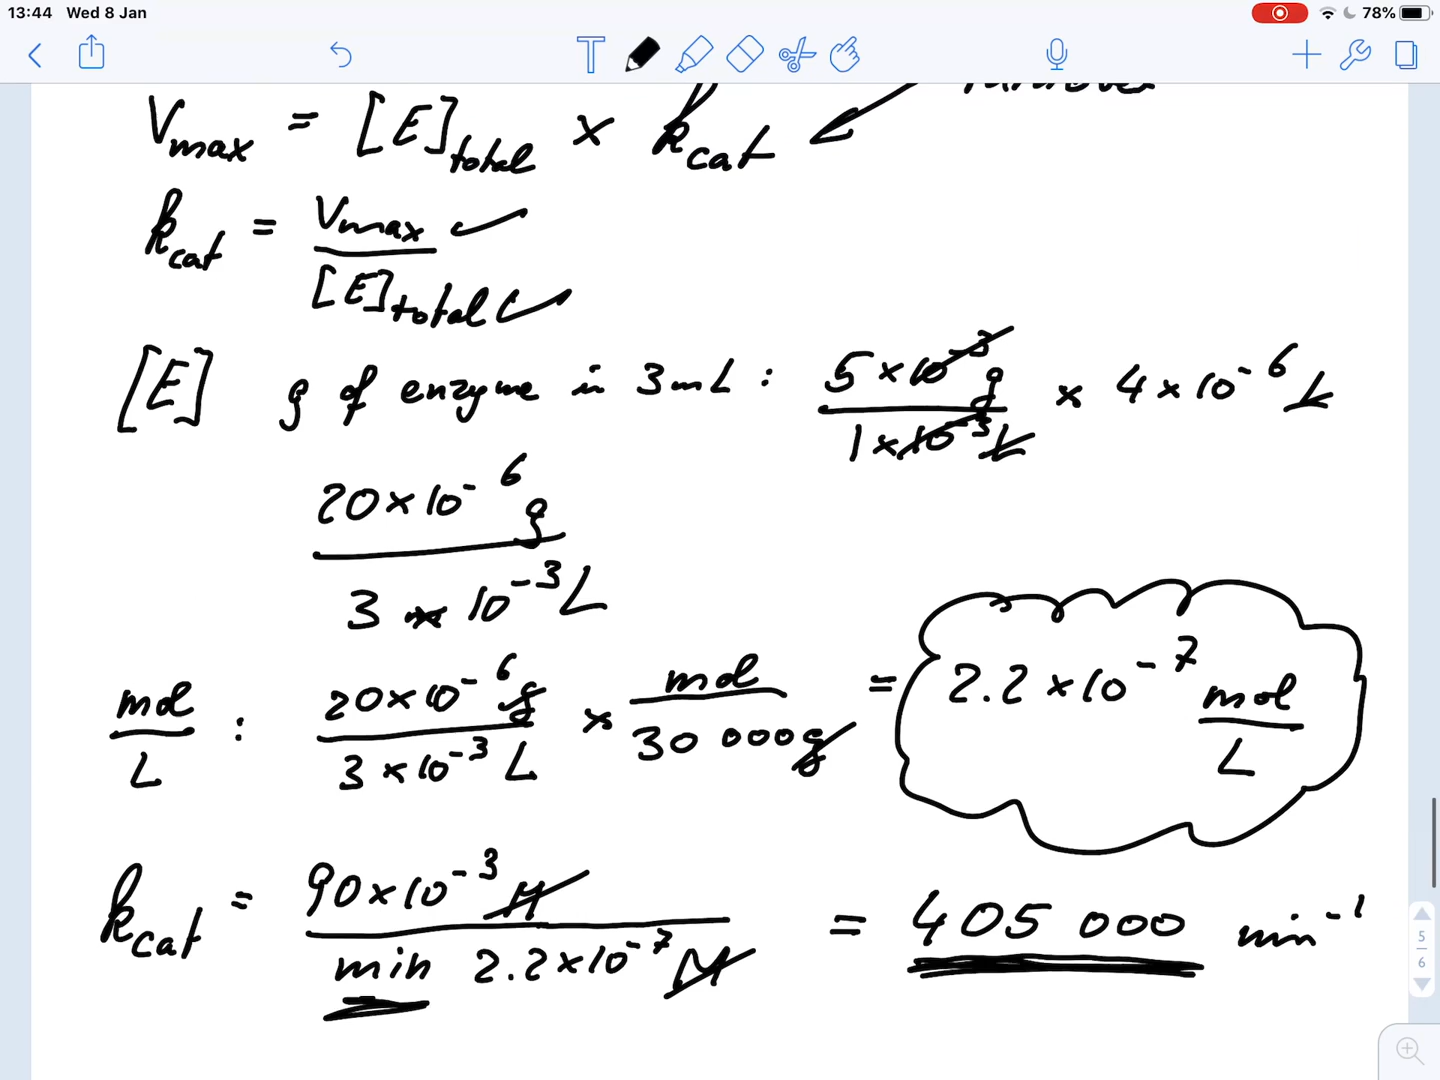 13:44 Wed 8 Jan 78%
T
Vmax = [E]total × kcat
kcat = Vmax / [E]total
[E] g of enzyme in 3mL : 5 × 10⁻³ g / 1 × 10⁻³ L × 4 × 10⁻⁶ L
20 × 10⁻⁶ g / 3 × 10⁻³ L
mol / L : 20 × 10⁻⁶ g / 3 × 10⁻³ L × mol / 30 000 g = 2.2 × 10⁻⁷ mol / L
kcat = 90 × 10⁻³ M / min 2.2 × 10⁻⁷ M = 405 000 min⁻¹
5
6